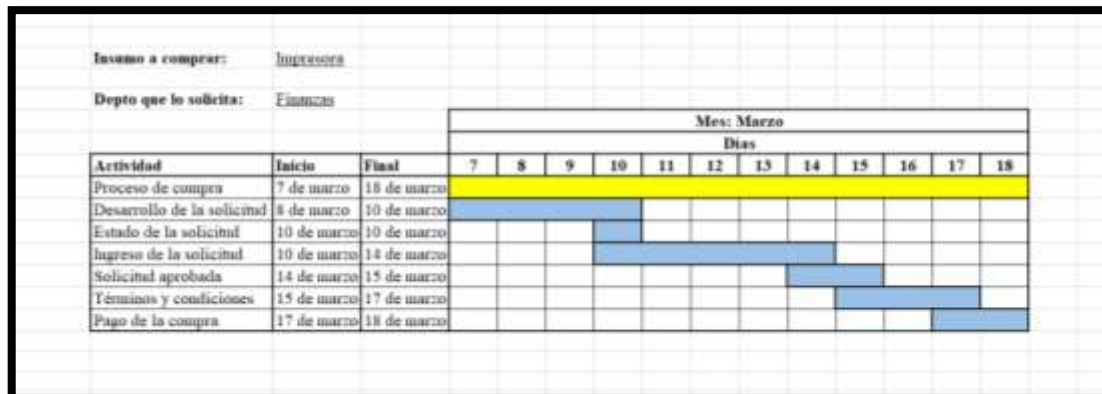 Insumo a comprar: Impresora
Depto que lo solicita: Finanzas
Mes: Marzo
Días
Actividad Inicio Final 7 8 9 10 11 12 13 14 15 16 17 18
Proceso de compra 7 de marzo 18 de marzo
Desarrollo de la solicitud 8 de marzo 10 de marzo
Estado de la solicitud 10 de marzo 10 de marzo
Ingreso de la solicitud 10 de marzo 14 de marzo
Solicitud aprobada 14 de marzo 15 de marzo
Términos y condiciones 15 de marzo 17 de marzo
Pago de la compra 17 de marzo 18 de marzo